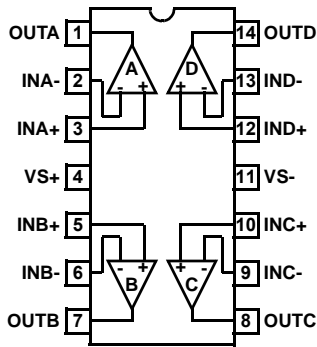 OUTA 1 14 OUTD
A D
INA- 2 - + + - 13 IND-
INA+ 3 12 IND+
VS+ 4 11 VS-
INB+ 5 10 INC+
INB- 6 - + + - 9 INC-
B C
OUTB 7 8 OUTC